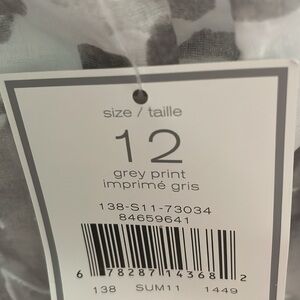 size / taille
12
grey print
imprimé gris
138-S11-73034
84659641
6 78287 14368 2
138 SUM11 1449